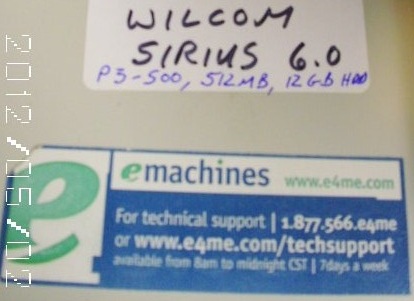 WILCOM
SIRIUS 6.0
P3-500, 512MB, 12GB HDD
e
emachines www.e4me.com
For technical support | 1.877.566.e4me
or www.e4me.com/techsupport
available from 8am to midnight CST | 7days a week
2012/05/02